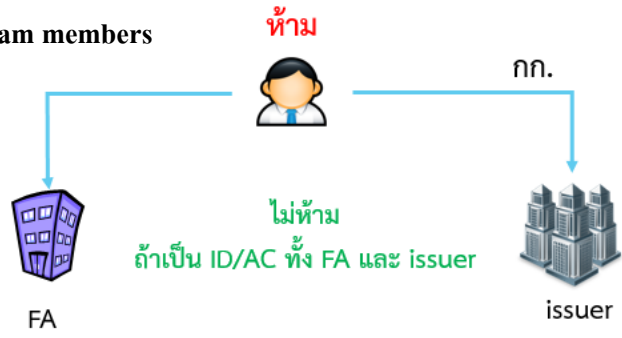 ห้าม
am members
กก.
ไม่ห้าม
ถ้าเป็น ID/AC ทั้ง FA และ issuer
FA
issuer